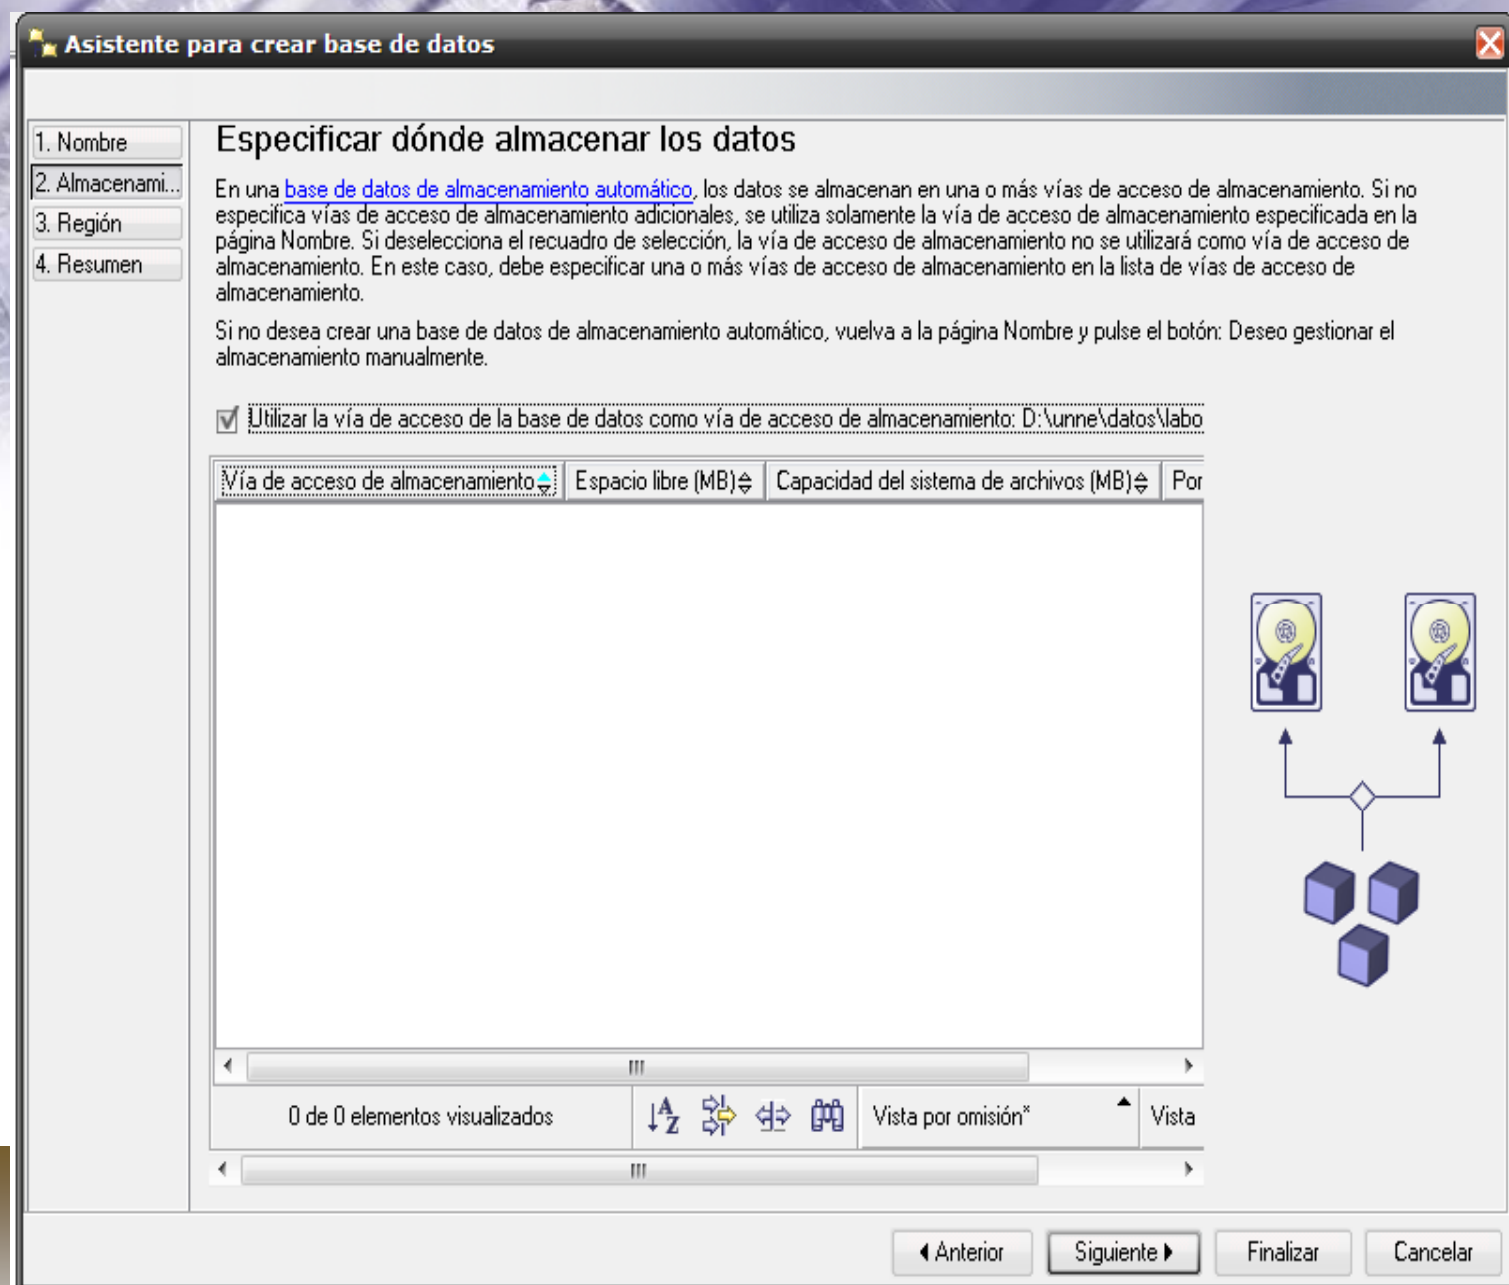 Asistente para crear base de datos
1. Nombre
2. Almacenami...
3. Región
4. Resumen
Especificar dónde almacenar los datos
En una base de datos de almacenamiento automático, los datos se almacenan en una o más vías de acceso de almacenamiento. Si no
especifica vías de acceso de almacenamiento adicionales, se utiliza solamente la vía de acceso de almacenamiento especificada en la
página Nombre. Si deselecciona el recuadro de selección, la vía de acceso de almacenamiento no se utilizará como vía de acceso de
almacenamiento. En este caso, debe especificar una o más vías de acceso de almacenamiento en la lista de vías de acceso de
almacenamiento.
Si no desea crear una base de datos de almacenamiento automático, vuelva a la página Nombre y pulse el botón: Deseo gestionar el
almacenamiento manualmente.
Utilizar la vía de acceso de la base de datos como vía de acceso de almacenamiento: D:\unne\datos\labo
Vía de acceso de almacenamiento Espacio libre (MB) Capacidad del sistema de archivos (MB) Por
0 de 0 elementos visualizados Vista por omisión* Vista
Anterior Siguiente Finalizar Cancelar